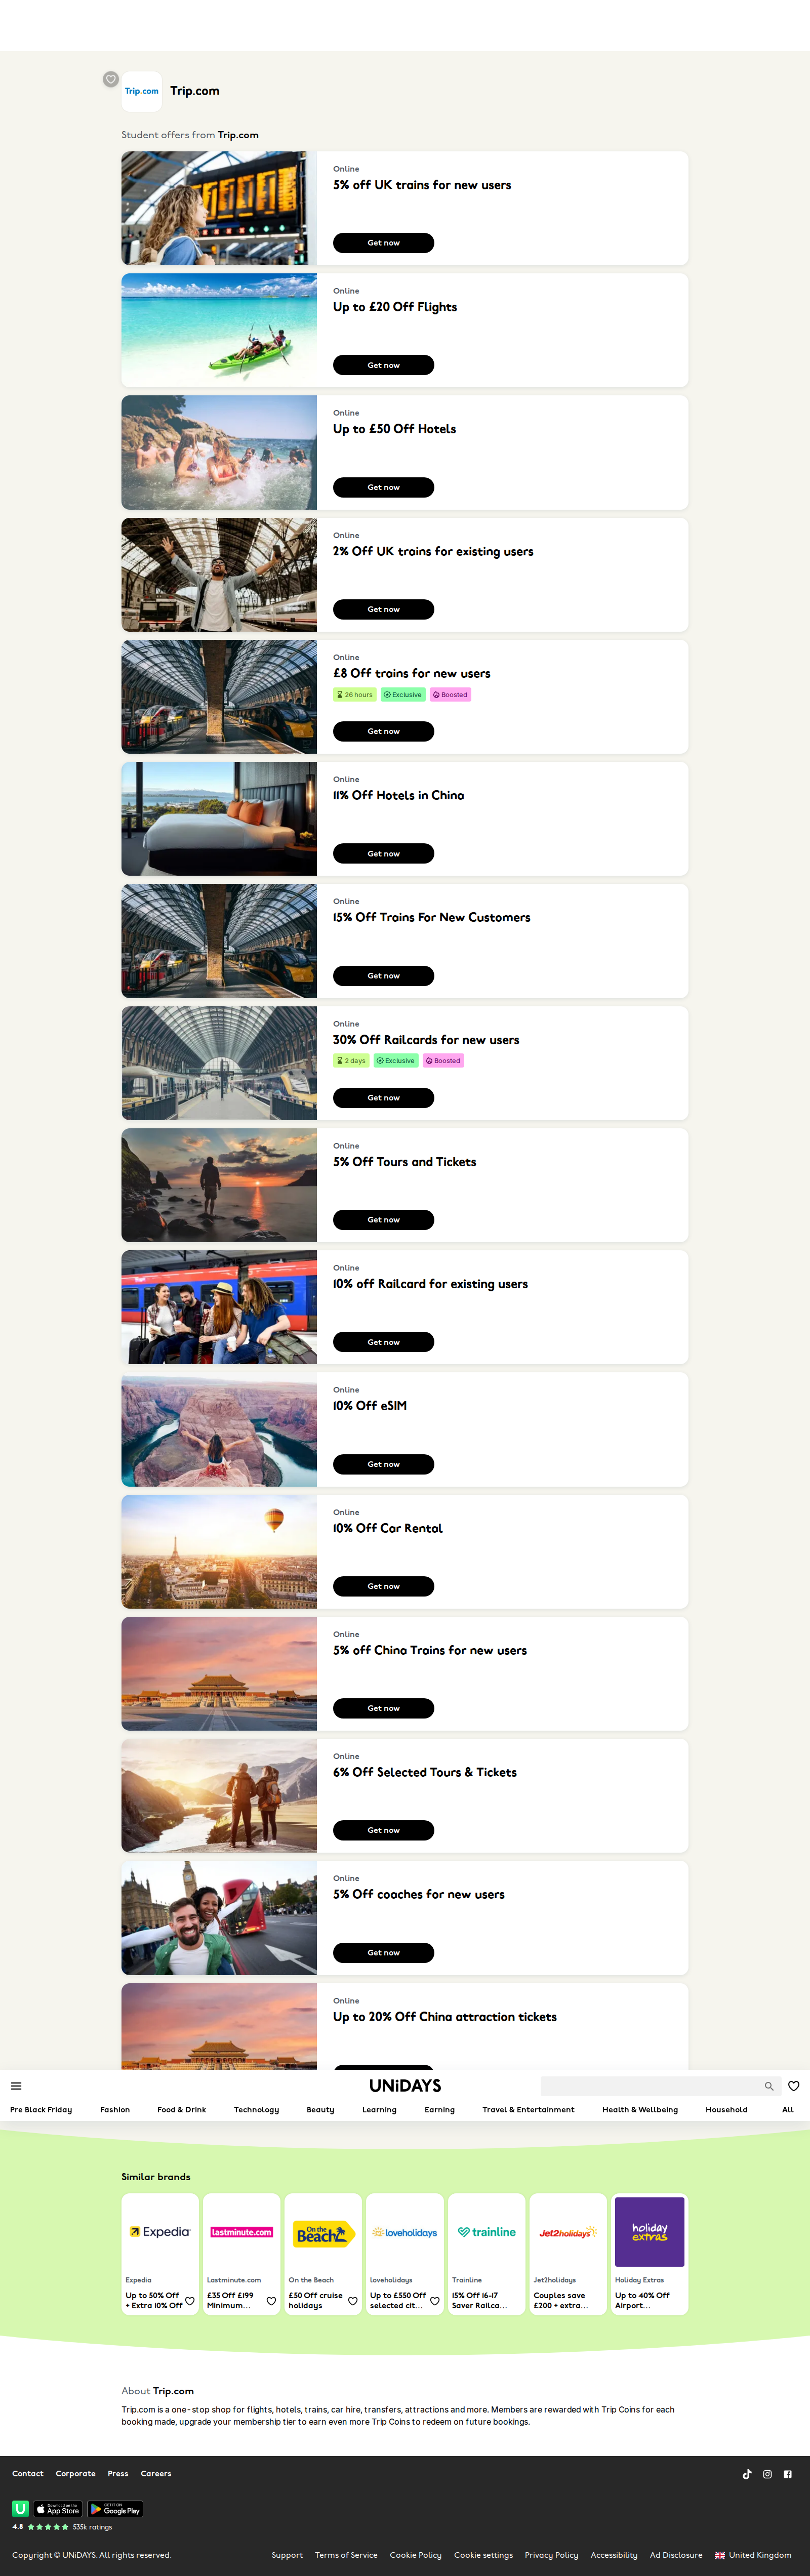 Trip.com
Trip.com
Student offers from Trip.com
Online
5% off UK trains for new users
Get now
Online
Up to £20 Off Flights
Get now
Online
Up to £50 Off Hotels
Get now
Online
2% Off UK trains for existing users
Get now
Online
£8 Off trains for new users
26 hours Exclusive Boosted
Get now
Online
11% Off Hotels in China
Get now
Online
15% Off Trains For New Customers
Get now
Online
30% Off Railcards for new users
2 days Exclusive Boosted
Get now
Online
5% Off Tours and Tickets
Get now
Online
10% off Railcard for existing users
Get now
Online
10% Off eSIM
Get now
Online
10% Off Car Rental
Get now
Online
5% off China Trains for new users
Get now
Online
6% Off Selected Tours & Tickets
Get now
Online
5% Off coaches for new users
Get now
Online
Up to 20% Off China attraction tickets
UNiDAYS
Pre Black Friday Fashion Food & Drink Technology Beauty Learning Earning Travel & Entertainment Health & Wellbeing Household All
Similar brands
Expedia
Expedia
Up to 50% Off
+ Extra 10% Off
lastminute.com
Lastminute.com
£35 Off £199
Minimum...
On the Beach
On the Beach
£50 Off cruise
holidays
loveholidays
loveholidays
Up to £550 Off
selected cit...
trainline
Trainline
15% Off 16-17
Saver Railca...
Jet2holidays
Jet2holidays
Couples save
£200 + extra...
holiday extras
Holiday Extras
Up to 40% Off
Airport...
About Trip.com
Trip.com is a one-stop shop for flights, hotels, trains, car hire, transfers, attractions and more. Members are rewarded with Trip Coins for each
booking made, upgrade your membership tier to earn even more Trip Coins to redeem on future bookings.
Contact Corporate Press Careers
U
Download on the
App Store
GET IT ON
Google Play
4.8 535k ratings
Copyright © UNiDAYS. All rights reserved. Support Terms of Service Cookie Policy Cookie settings Privacy Policy Accessibility Ad Disclosure United Kingdom